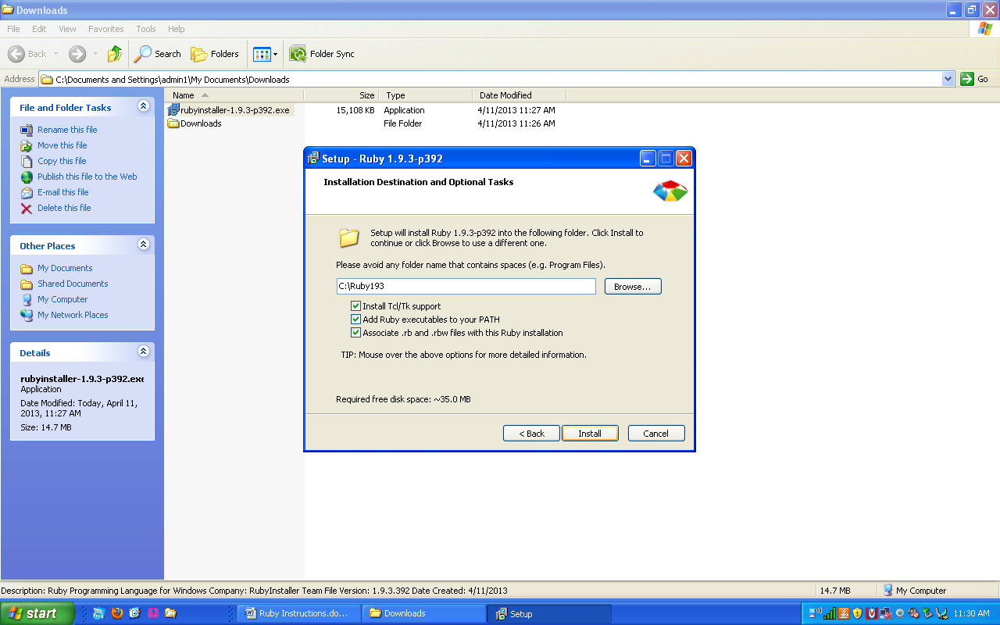 Downloads
File Edit View Favorites Tools Help
Back Search Folders Folder Sync
Address C:\Documents and Settings\admin1\My Documents\Downloads Go
File and Folder Tasks
Rename this file
Move this file
Copy this file
Publish this file to the Web
E-mail this file
Delete this file
Other Places
My Documents
Shared Documents
My Computer
My Network Places
Details
rubyinstaller-1.9.3-p392.exe
Application
Date Modified: Today, April 11,
2013, 11:27 AM
Size: 14.7 MB
Name Size Type Date Modified
rubyinstaller-1.9.3-p392.exe 15,108 KB Application 4/11/2013 11:27 AM
Downloads File Folder 4/11/2013 11:26 AM
Setup - Ruby 1.9.3-p392
Installation Destination and Optional Tasks
Setup will install Ruby 1.9.3-p392 into the following folder. Click Install to
continue or click Browse to use a different one.
Please avoid any folder name that contains spaces (e.g. Program Files).
C:\Ruby193 Browse...
Install Tcl/Tk support
Add Ruby executables to your PATH
Associate .rb and .rbw files with this Ruby installation
TIP: Mouse over the above options for more detailed information.
Required free disk space: ~35.0 MB
< Back Install Cancel
Description: Ruby Programming Language for Windows Company: RubyInstaller Team File Version: 1.9.3.392 Date Created: 4/11/2013 14.7 MB My Computer
start Ruby Instructions.do... Downloads Setup 11:30 AM